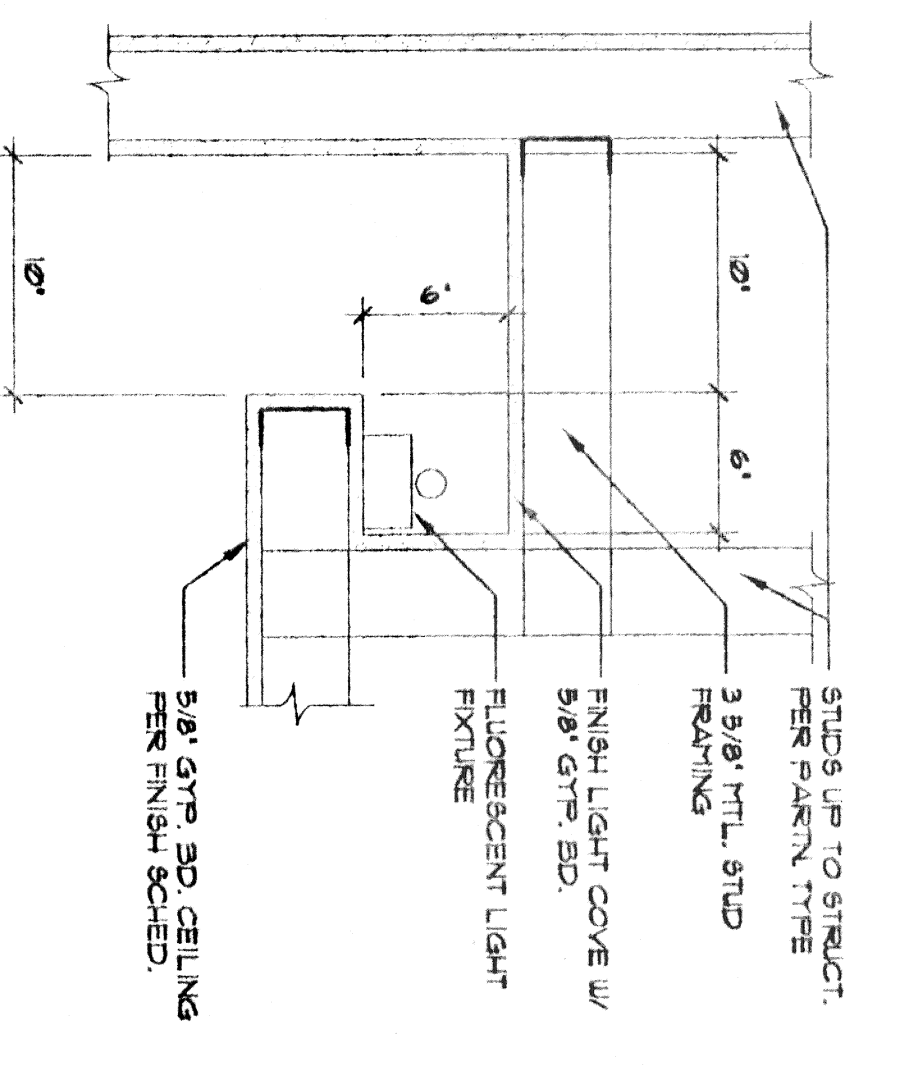 STUDS UP TO STRUCT.
PER PARTN. TYPE
3 5/8" MTL. STUD
FRAMING
FINISH LIGHT COVE W/
5/8" GYP. BD.
FLUORESCENT LIGHT
FIXTURE
5/8" GYP. BD. CEILING
PER FINISH SCHED.
10"
6"
6"
10"